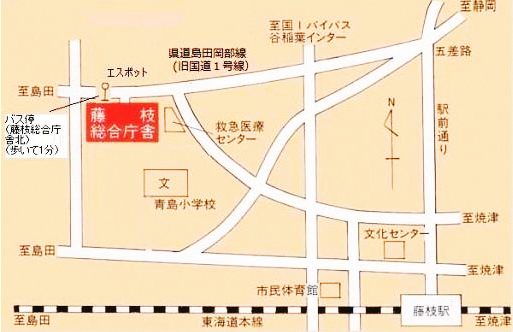 至静岡
至国1バイパス
谷稲葉インター
県道島田岡部線
(旧国道1号線)
五差路
エスポット
至島田
バス停
(藤枝総合庁
舎北)
(歩いて1分)
藤　枝
総合庁舎
救急医療
センター
N
駅前通り
文
青島小学校
至焼津
文化センター
至島田
至焼津
市民体育館
藤枝駅
至島田
東海道本線
至焼津